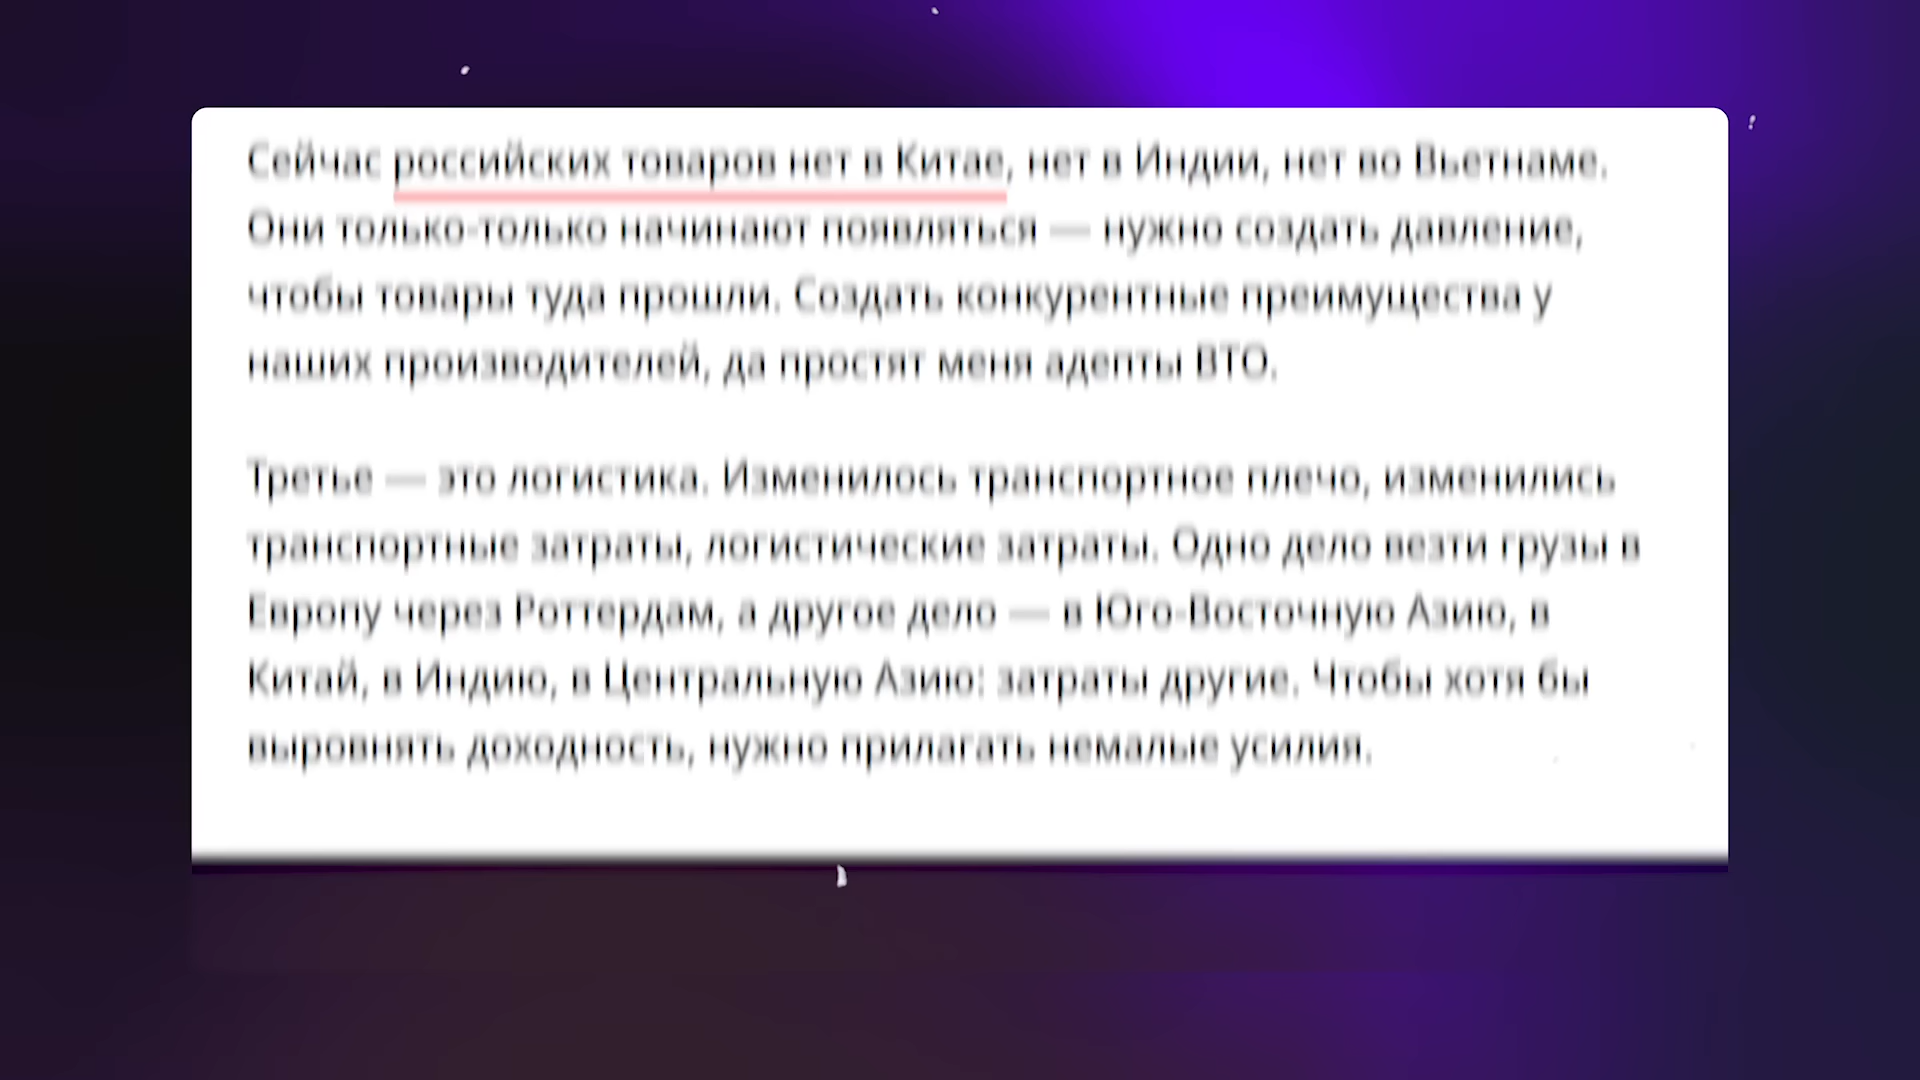 Сейчас российских товаров нет в Китае, нет в Индии, нет во Вьетнаме.
Они только-только начинают появляться — нужно создать давление,
чтобы товары туда прошли. Создать конкурентные преимущества у
наших производителей, да простят меня адепты ВТО.
Третье — это логистика. Изменилось транспортное плечо, изменились
транспортные затраты, логистические затраты. Одно дело везти грузы в
Европу через Роттердам, а другое дело — в Юго-Восточную Азию, в
Китай, в Индию, в Центральную Азию: затраты другие. Чтобы хотя бы
выровнять доходность, нужно прилагать немалые усилия.